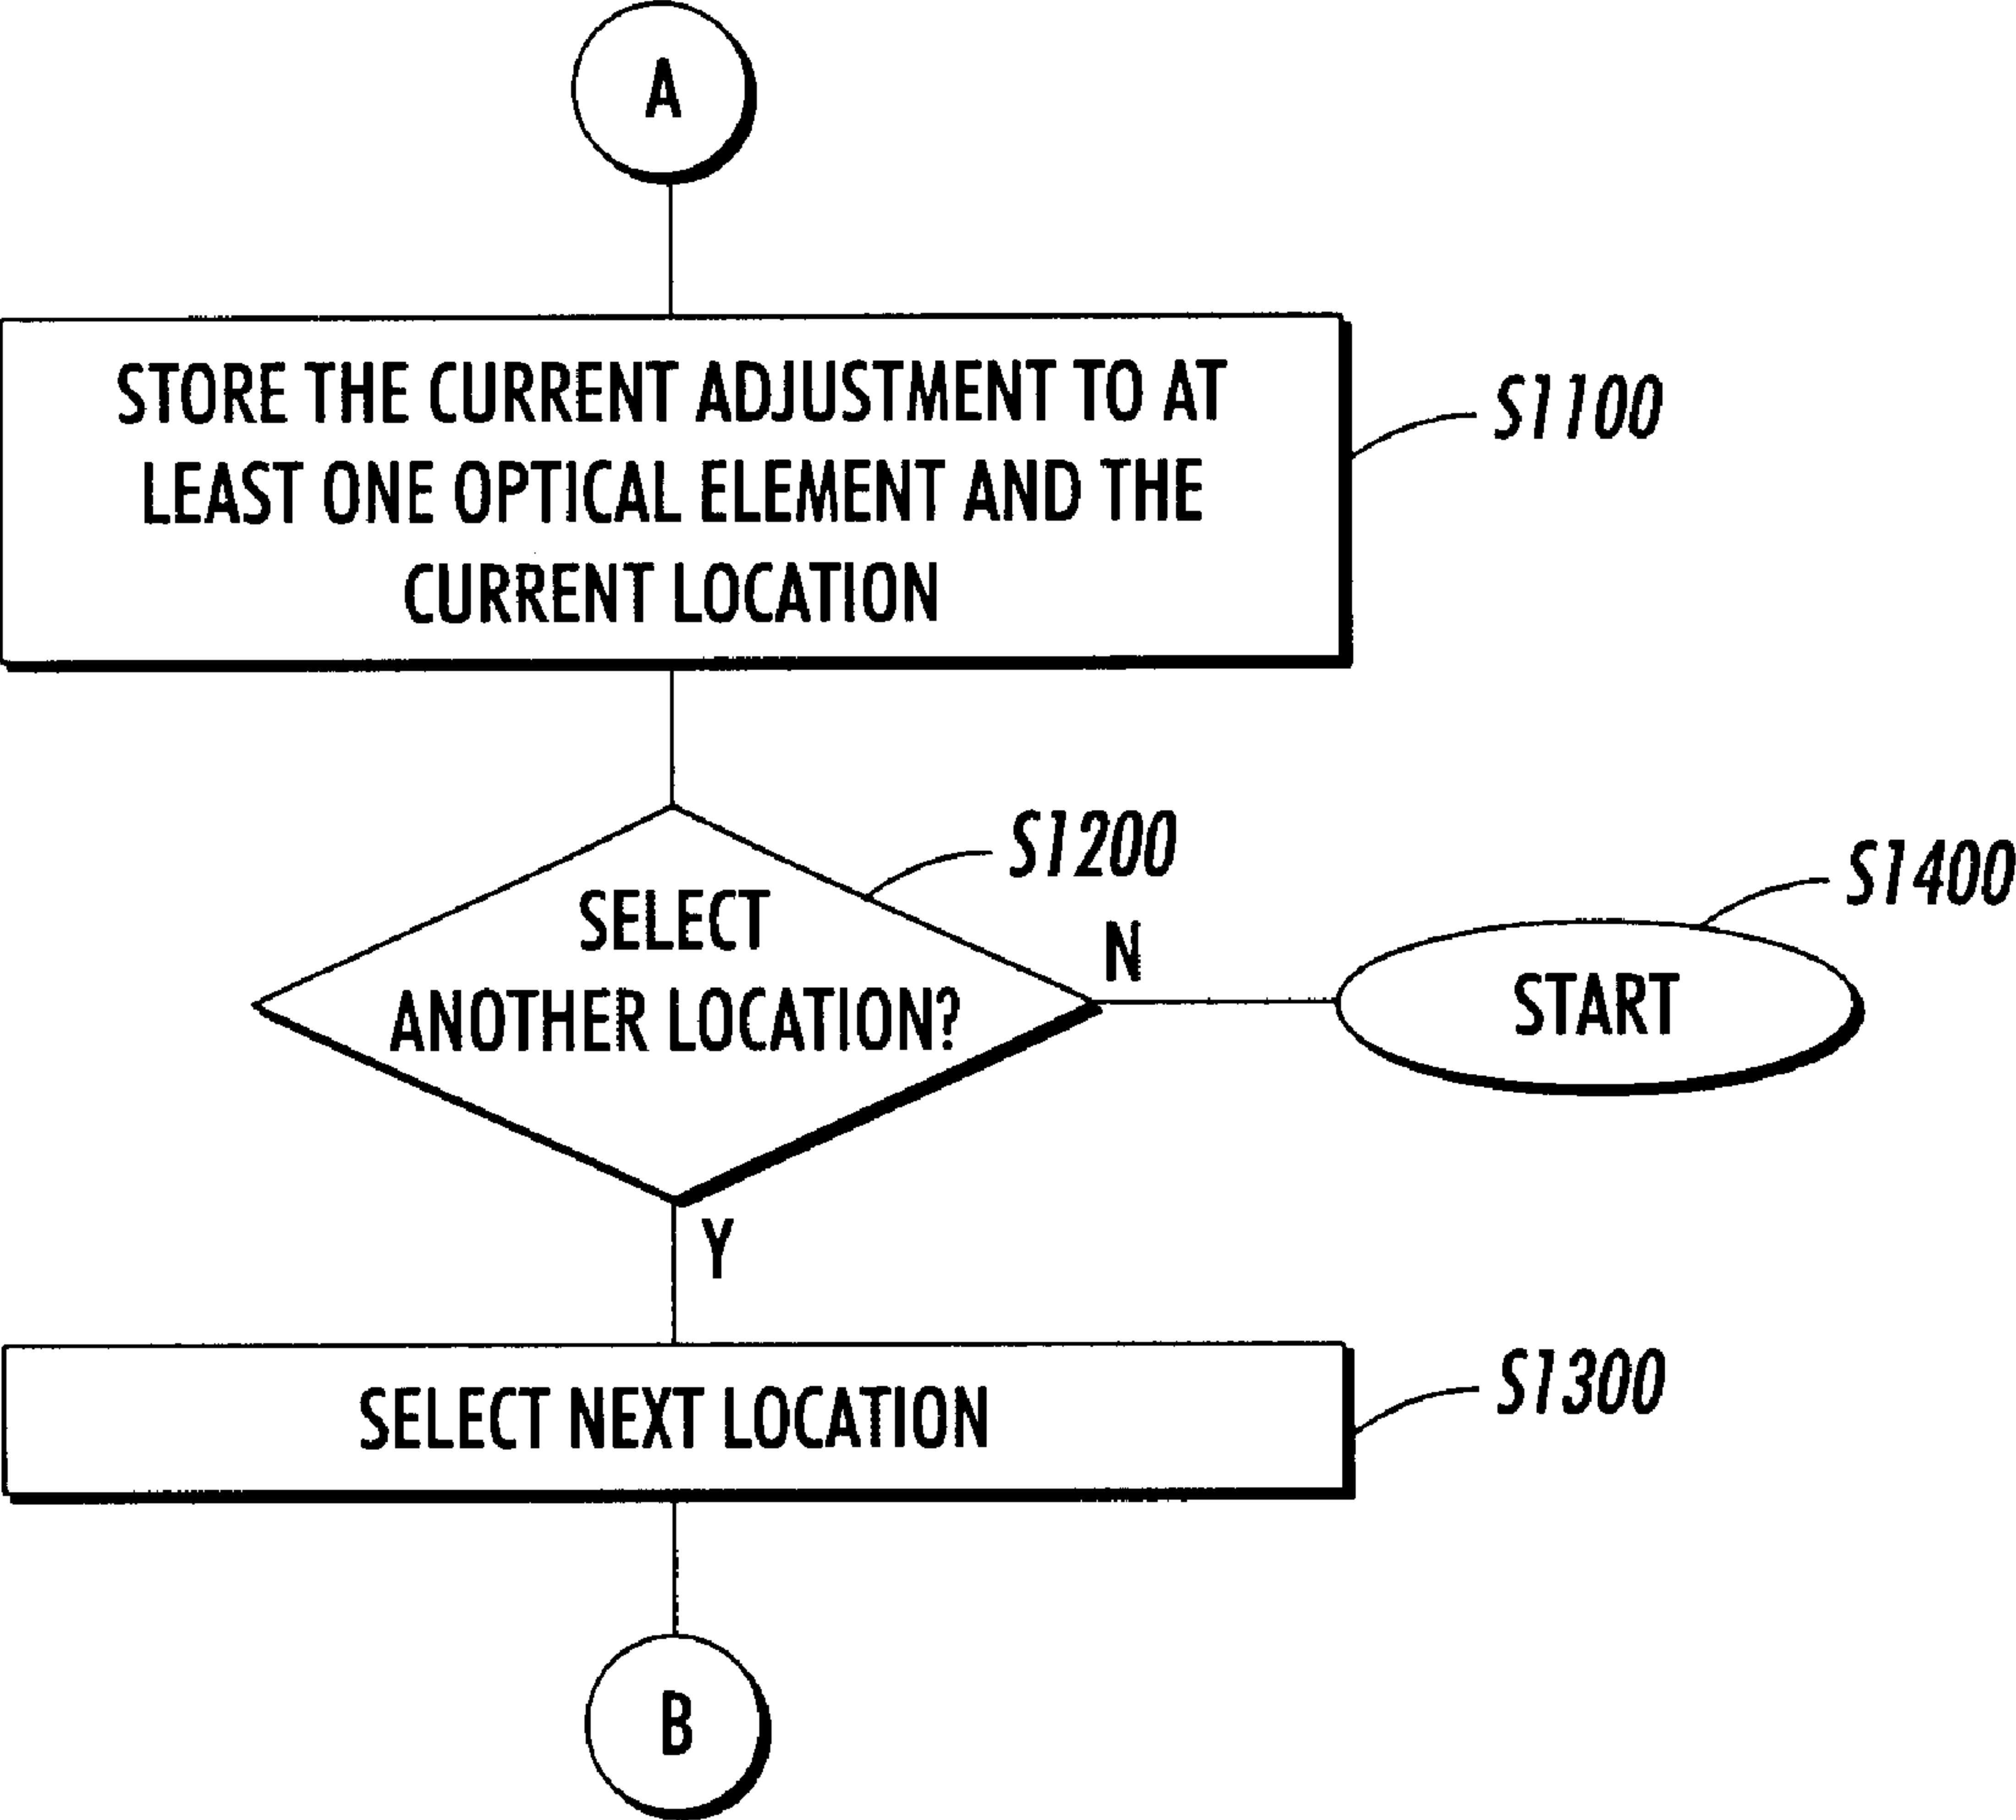 A
STORE THE CURRENT ADJUSTMENT TO AT
LEAST ONE OPTICAL ELEMENT AND THE
CURRENT LOCATION
S1100
SELECT
ANOTHER LOCATION?
S1200
N
START
S1400
Y
SELECT NEXT LOCATION
S1300
B